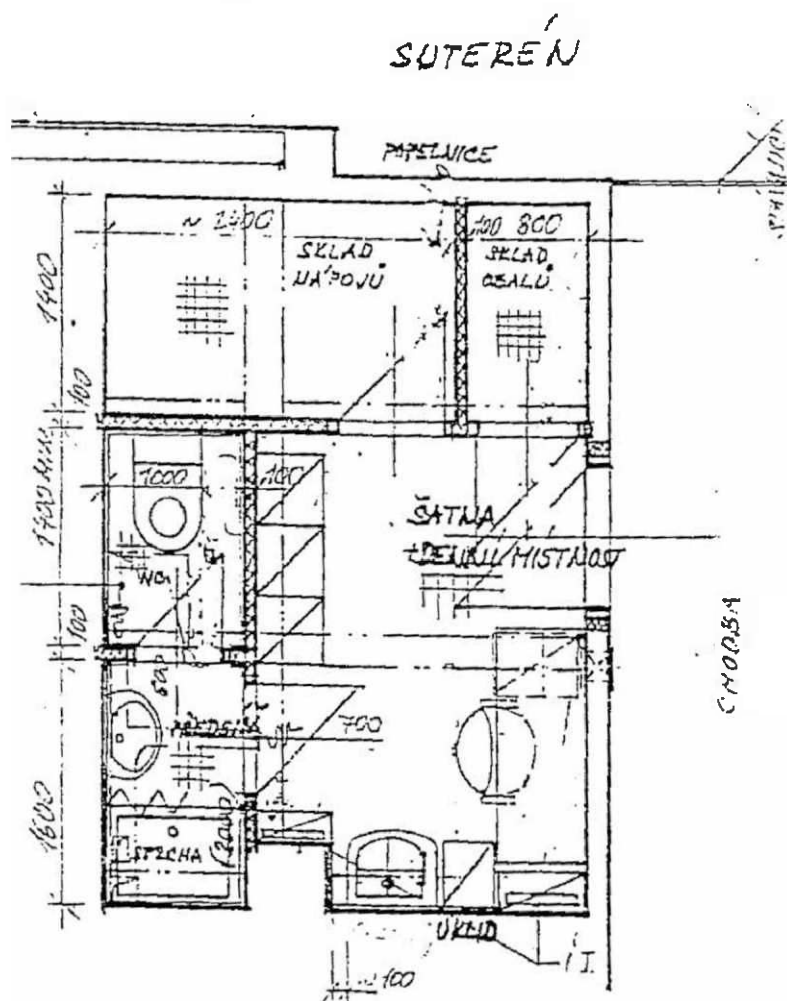 SUTERÉN
POPELNICE
~ 2400
100 800
SKLAD
NÁPOJŮ
SKLAD
OBALŮ
1400
100
1000
100
ŠATNA
DENNÍ MÍSTNOST
WC
100
PŘEDSÍŇ
700
CHODBA
1600
SPRCHA
ÚKLID
~ 100